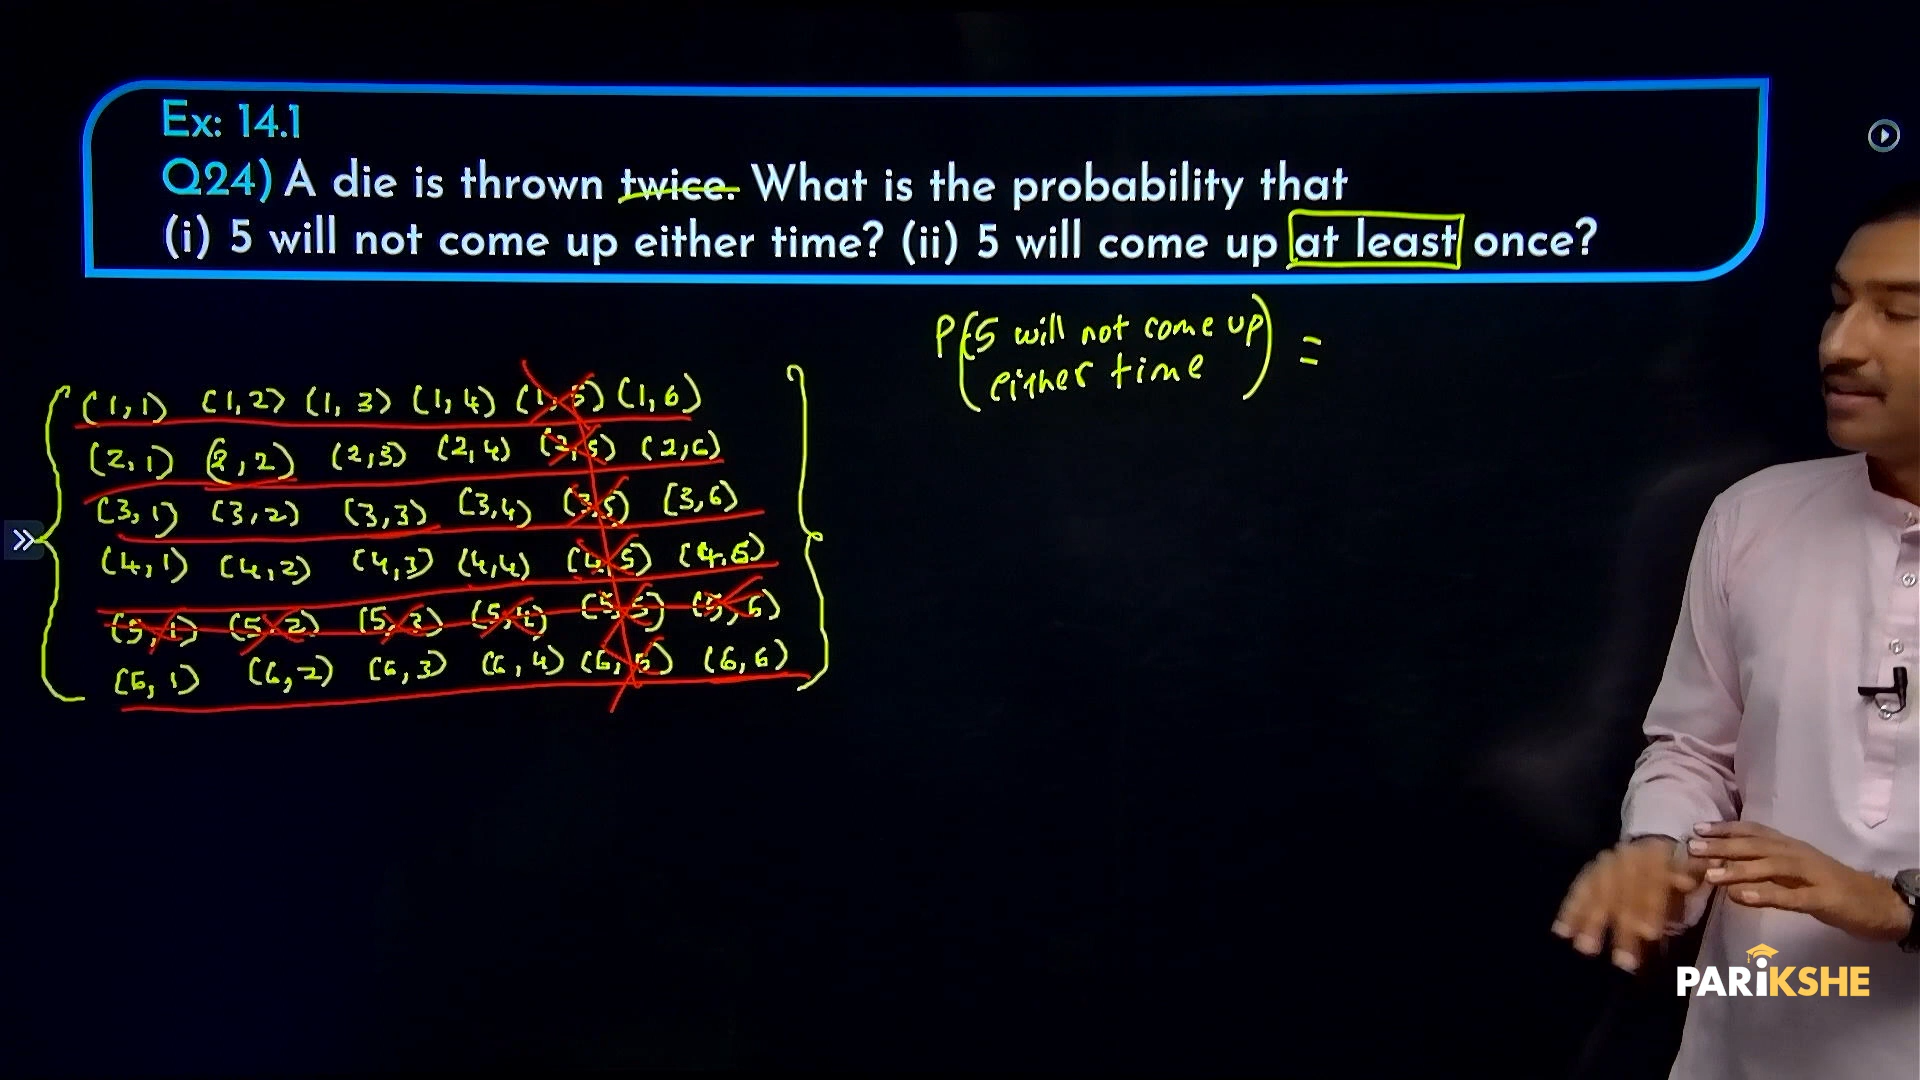 Ex: 14.1
Q24) A die is thrown twice. What is the probability that
(i) 5 will not come up either time? (ii) 5 will come up at least once?
P(5 will not come up
either time) =
(1,1) (1,2) (1,3) (1,4) (1,5) (1,6)
(2,1) (2,2) (2,3) (2,4) (2,5) (2,6)
(3,1) (3,2) (3,3) (3,4) (3,5) (3,6)
(4,1) (4,2) (4,3) (4,4) (4,5) (4,6)
(5,1) (5,2) (5,3) (5,4) (5,5) (5,6)
(6,1) (6,2) (6,3) (6,4) (6,5) (6,6)
PARiKSHE